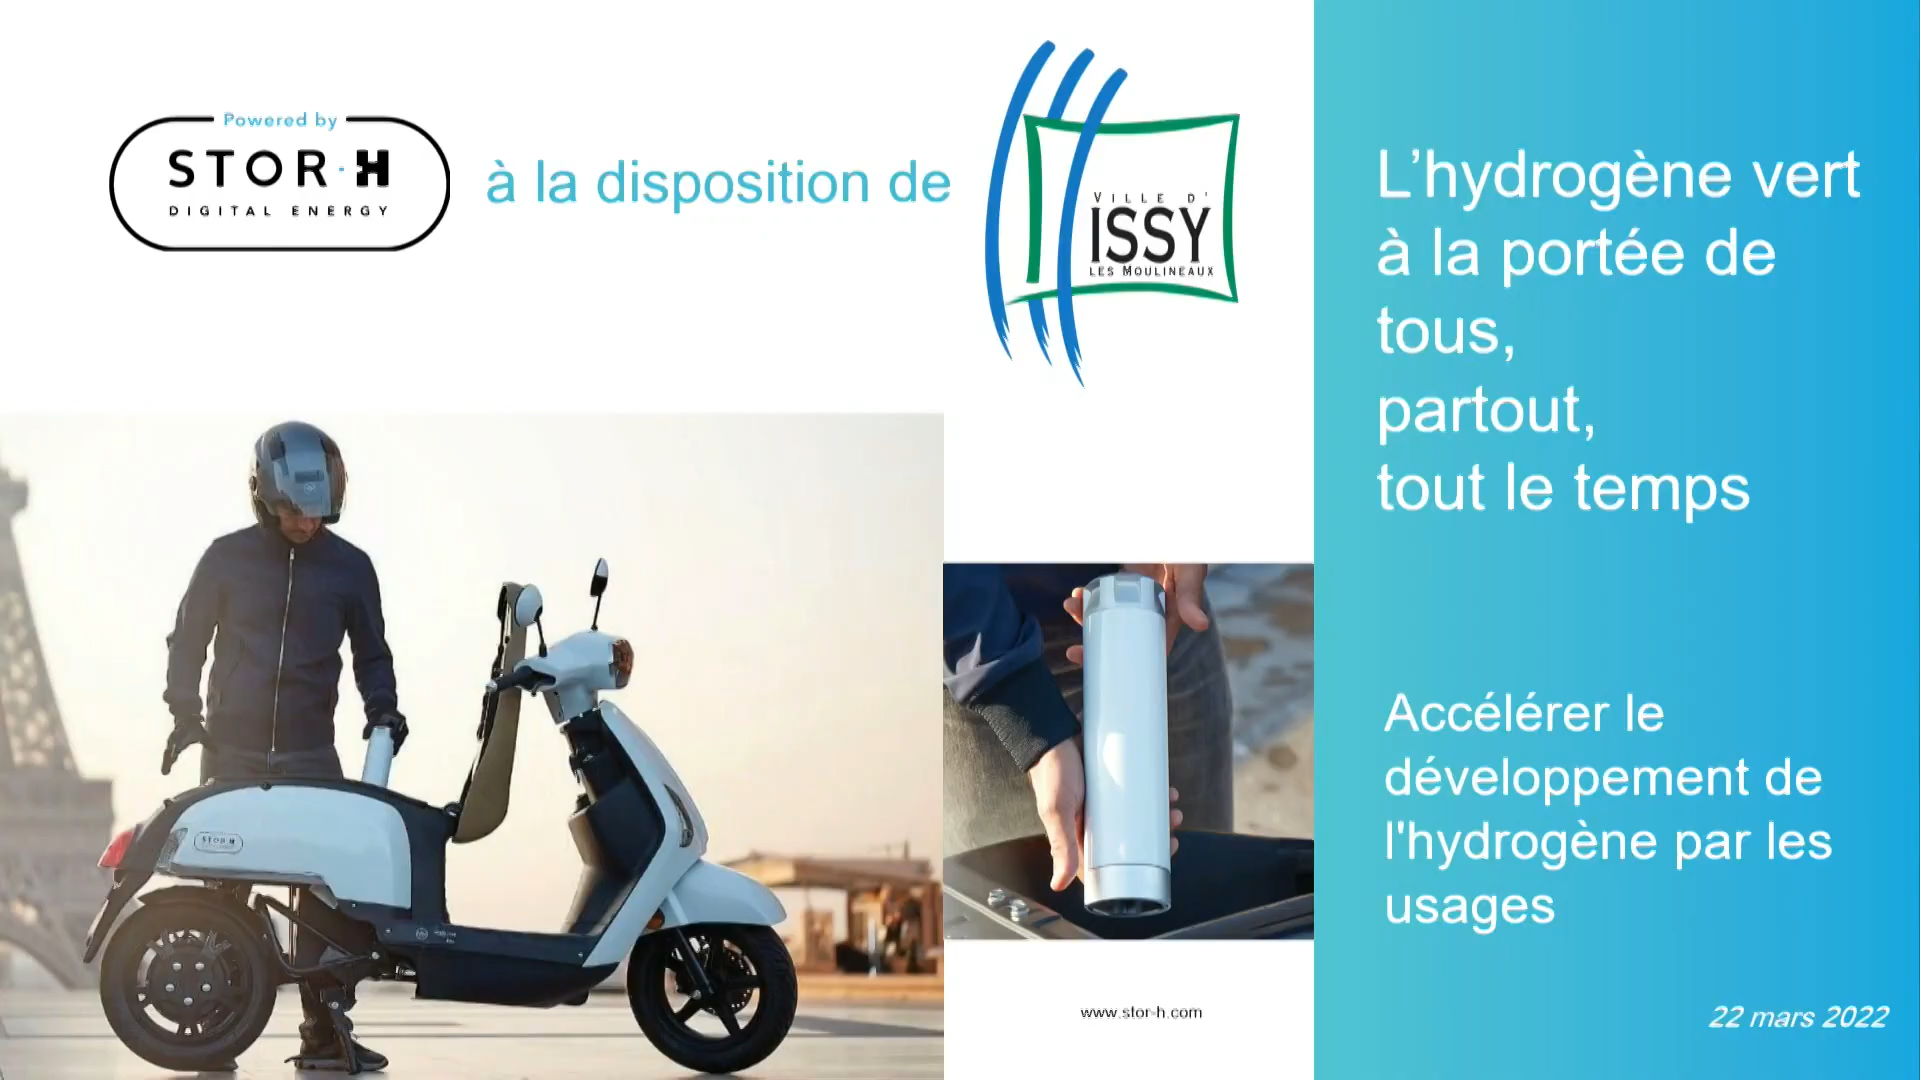 Powered by
STOR-H
DIGITAL ENERGY
à la disposition de
VILLE D'
ISSY
LES MOULINEAUX
L’hydrogène vert
à la portée de
tous,
partout,
tout le temps
Accélérer le
développement de
l'hydrogène par les
usages
STOR-H
www.stor-h.com
22 mars 2022